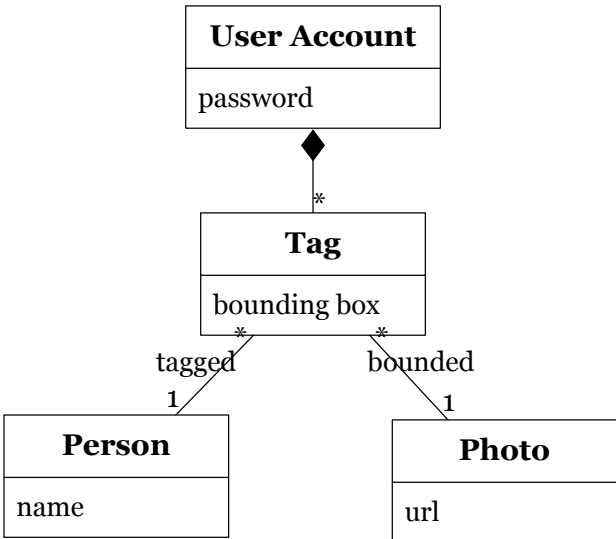 User Account
password
*
Tag
bounding box
* *
tagged bounded
1 1
Person
name
Photo
url